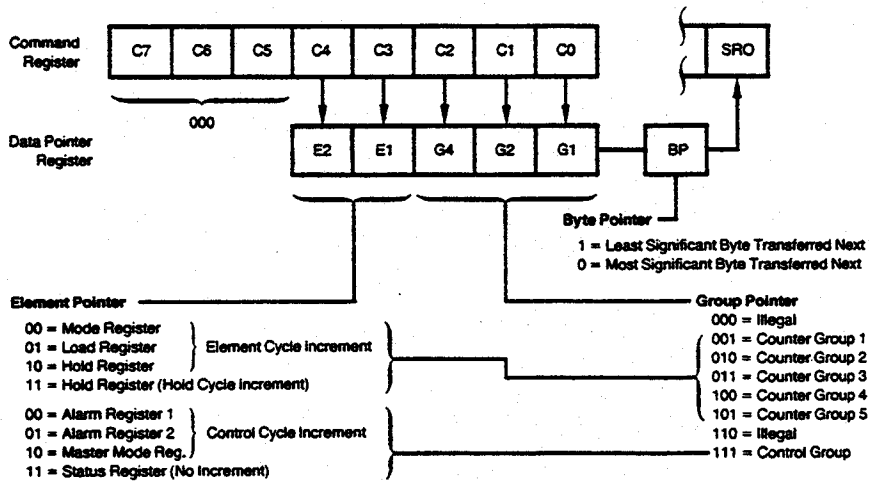 Command
Register
C7 C6 C5 C4 C3 C2 C1 C0
SRO
000
Data Pointer
Register
E2 E1 G4 G2 G1
BP
Byte Pointer
1 = Least Significant Byte Transferred Next
0 = Most Significant Byte Transferred Next
Element Pointer
00 = Mode Register
01 = Load Register
10 = Hold Register
Element Cycle Increment
11 = Hold Register (Hold Cycle Increment)
00 = Alarm Register 1
01 = Alarm Register 2
10 = Master Mode Reg.
Control Cycle Increment
11 = Status Register (No Increment)
Group Pointer
000 = Illegal
001 = Counter Group 1
010 = Counter Group 2
011 = Counter Group 3
100 = Counter Group 4
101 = Counter Group 5
110 = Illegal
111 = Control Group